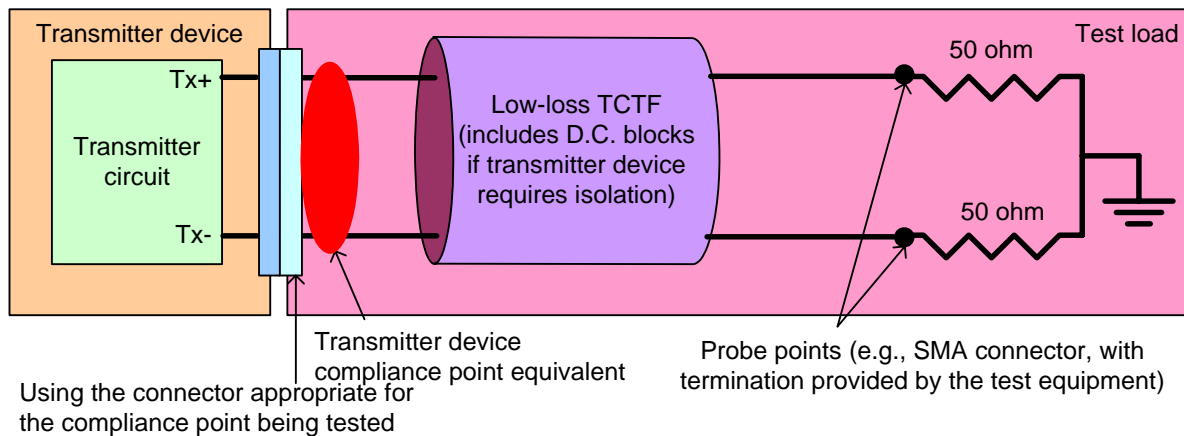 Transmitter device
Test load
Tx+
Transmitter
circuit
Tx-
Low-loss TCTF
(includes D.C. blocks
if transmitter device
requires isolation)
50 ohm
50 ohm
Transmitter device
compliance point equivalent
Using the connector appropriate for
the compliance point being tested
Probe points (e.g., SMA connector, with
termination provided by the test equipment)